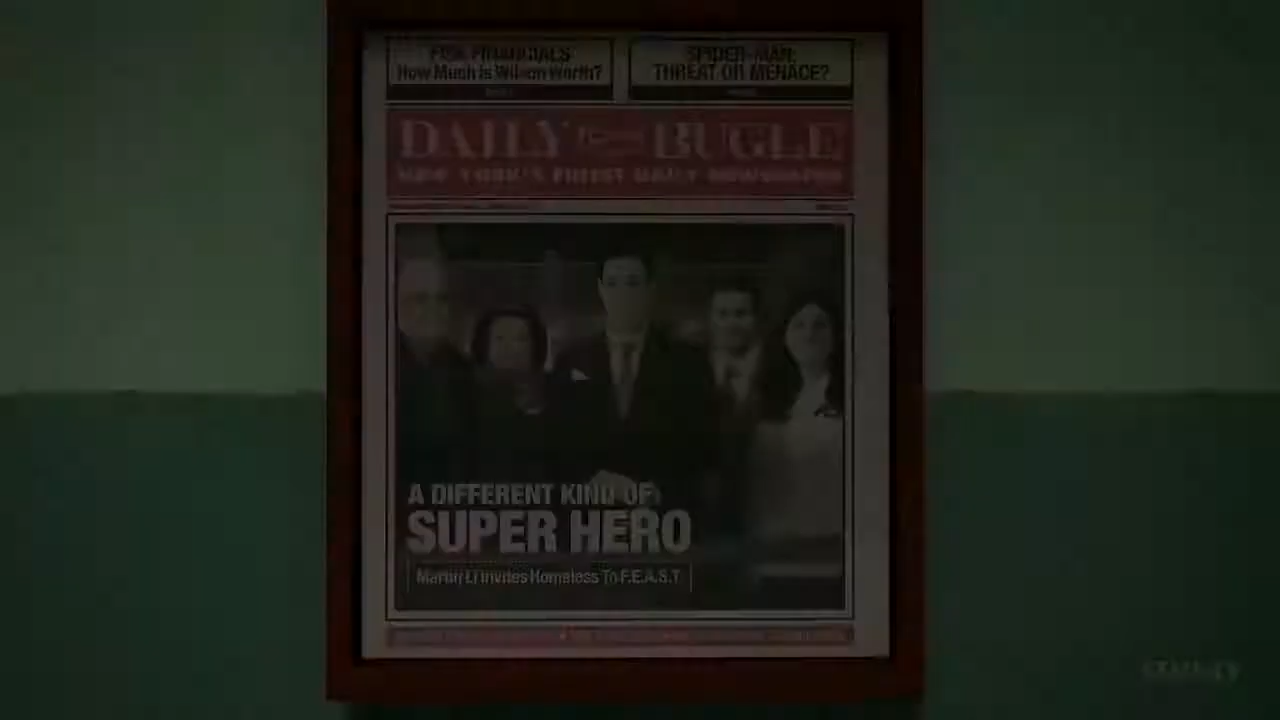 FISK FINANCIALS
How Much Is Wilson Worth?
SPIDER-MAN:
THREAT OR MENACE?
DAILY BUGLE
NEW YORK'S FINEST DAILY NEWSPAPER
A DIFFERENT KIND OF
SUPER HERO
Martin Li Invites Homeless To F.E.A.S.T.